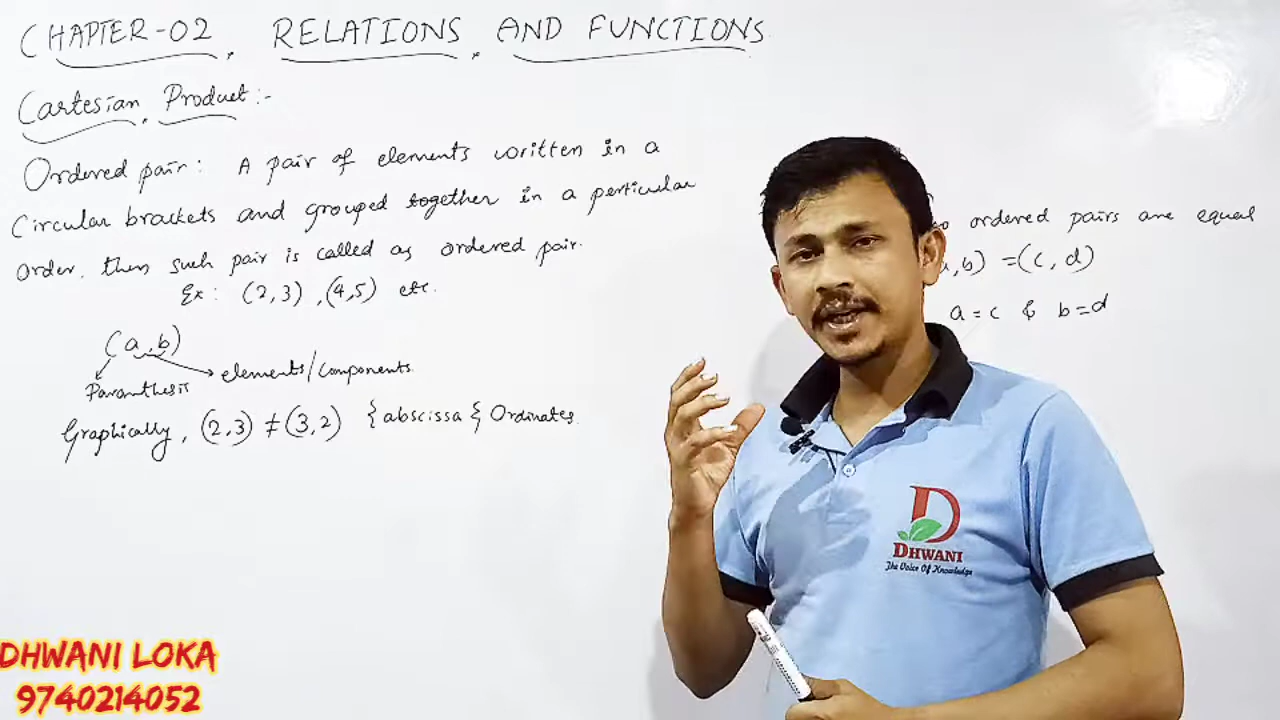 CHAPTER-02, RELATIONS AND FUNCTIONS
Cartesian Product:-
Ordered pair: A pair of elements written in a
Circular brackets and grouped together in a perticular
order, then such pair is called as ordered pair.
Ex: (2,3), (4,5) etc.
(a,b)
Paranthesis
elements/components.
Graphically, (2,3) ≠ (3,2) {abscissa & Ordinates.
ordered pairs are equal
,b) = (c, d)
a=c & b=d
D
DHWANI
The Voice Of Knowledge
DHWANI LOKA
9740214052